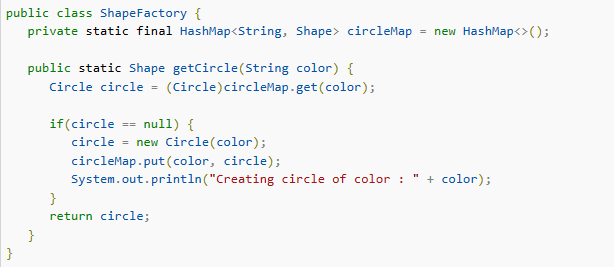 public class ShapeFactory {
   private static final HashMap<String, Shape> circleMap = new HashMap<>();

   public static Shape getCircle(String color) {
      Circle circle = (Circle)circleMap.get(color);

      if(circle == null) {
         circle = new Circle(color);
         circleMap.put(color, circle);
         System.out.println("Creating circle of color : " + color);
      }
      return circle;
   }
}